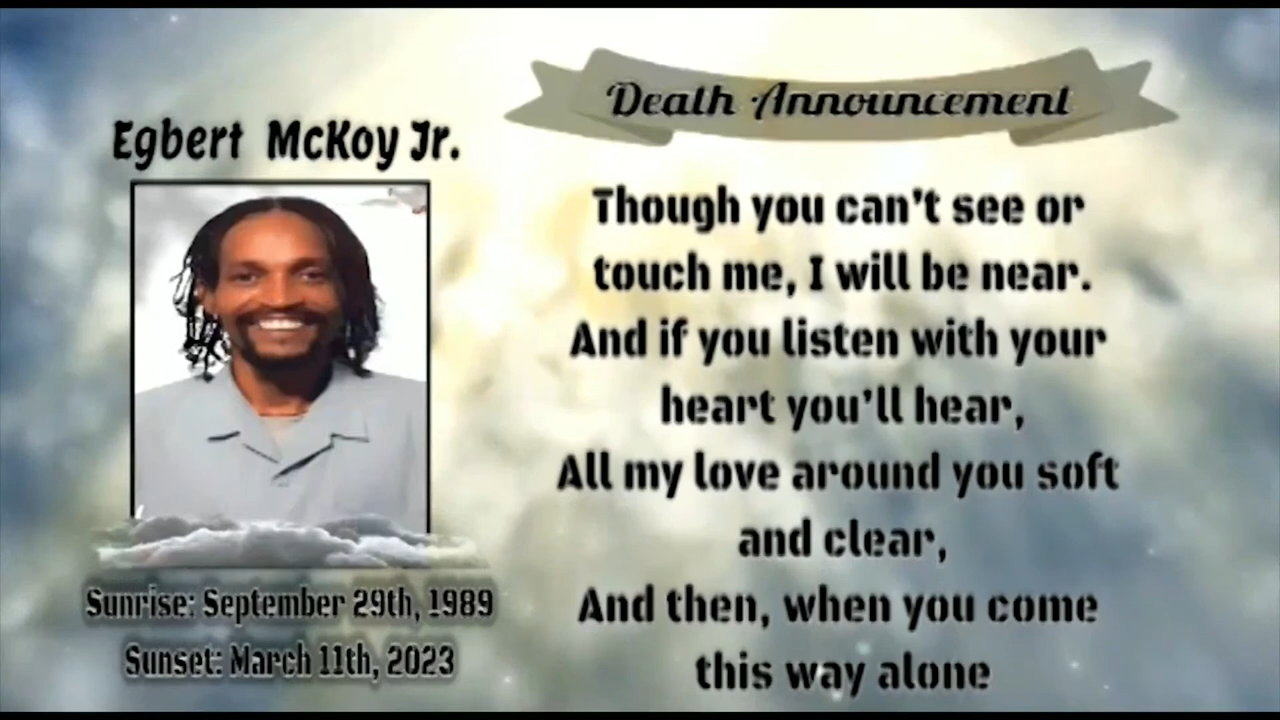 Death Announcement
Egbert McKoy Jr.
Though you can't see or
touch me, I will be near.
And if you listen with your
heart you'll hear,
All my love around you soft
and clear,
And then, when you come
this way alone
Sunrise: September 29th, 1989
Sunset: March 11th, 2023